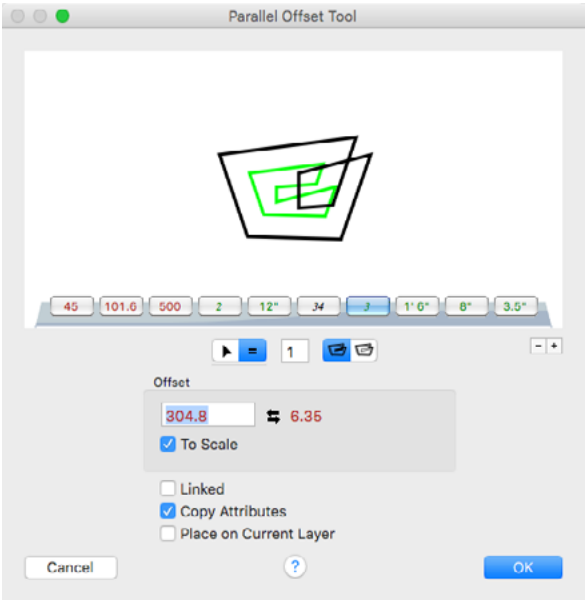 Parallel Offset Tool
45 101.6 500 2 12" 34 3 1' 6" 8" 3.5"
= 1 - +
Offset
304.8 6.35
To Scale
Linked
Copy Attributes
Place on Current Layer
Cancel ? OK